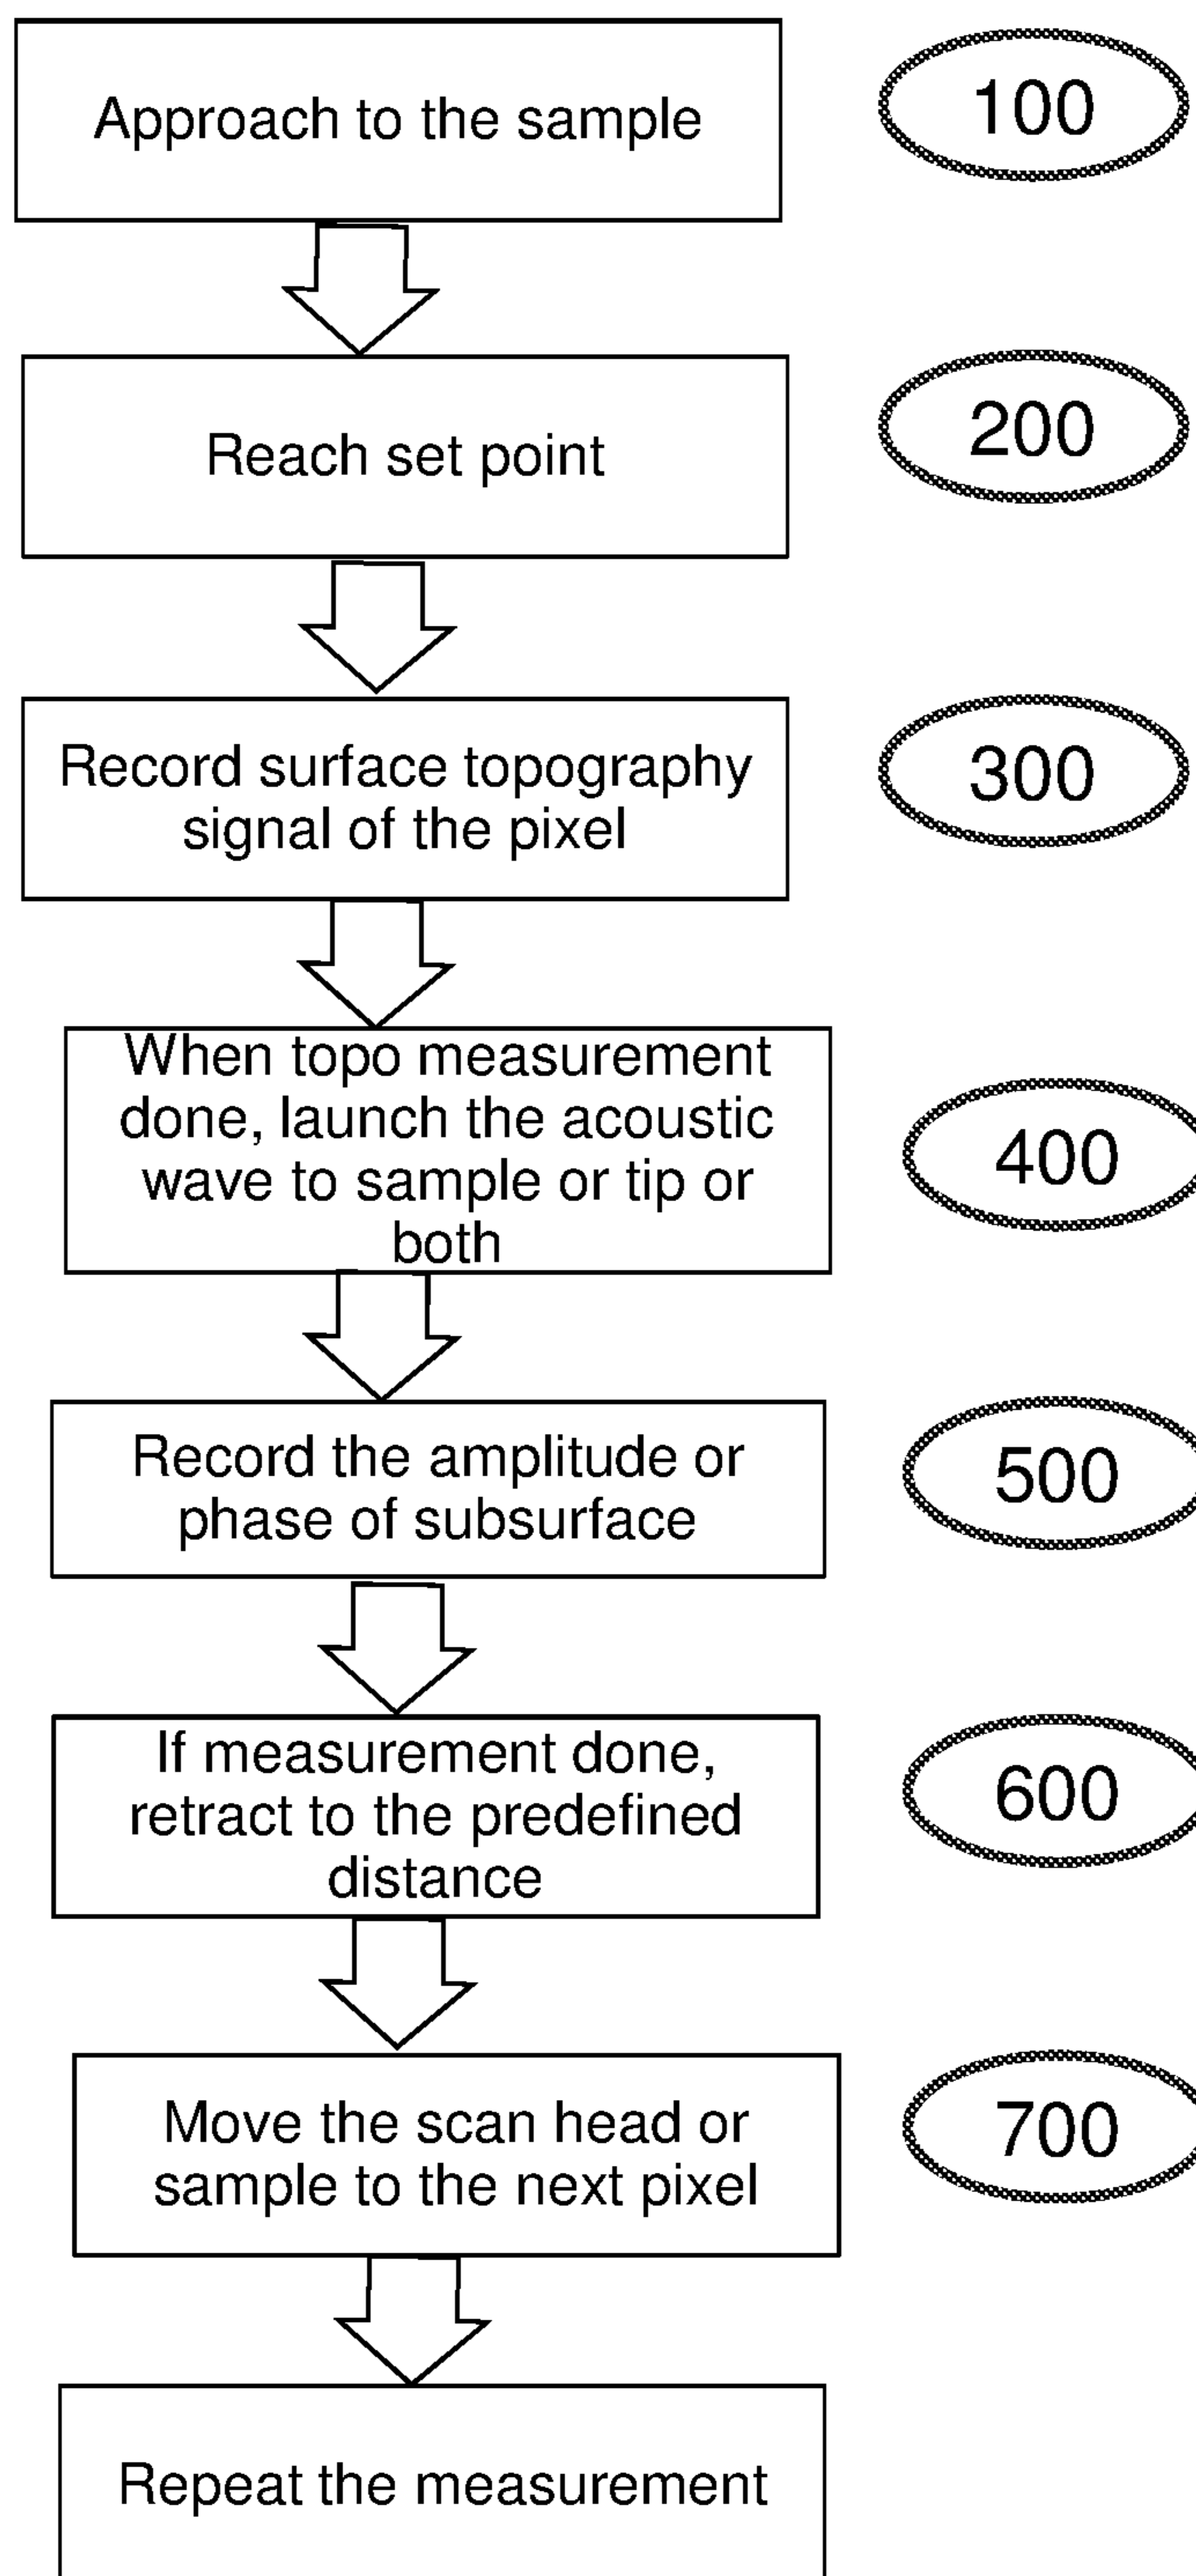 Approach to the sample
100
Reach set point
200
Record surface topography
signal of the pixel
300
When topo measurement
done, launch the acoustic
wave to sample or tip or
both
400
Record the amplitude or
phase of subsurface
500
If measurement done,
retract to the predefined
distance
600
Move the scan head or
sample to the next pixel
700
Repeat the measurement